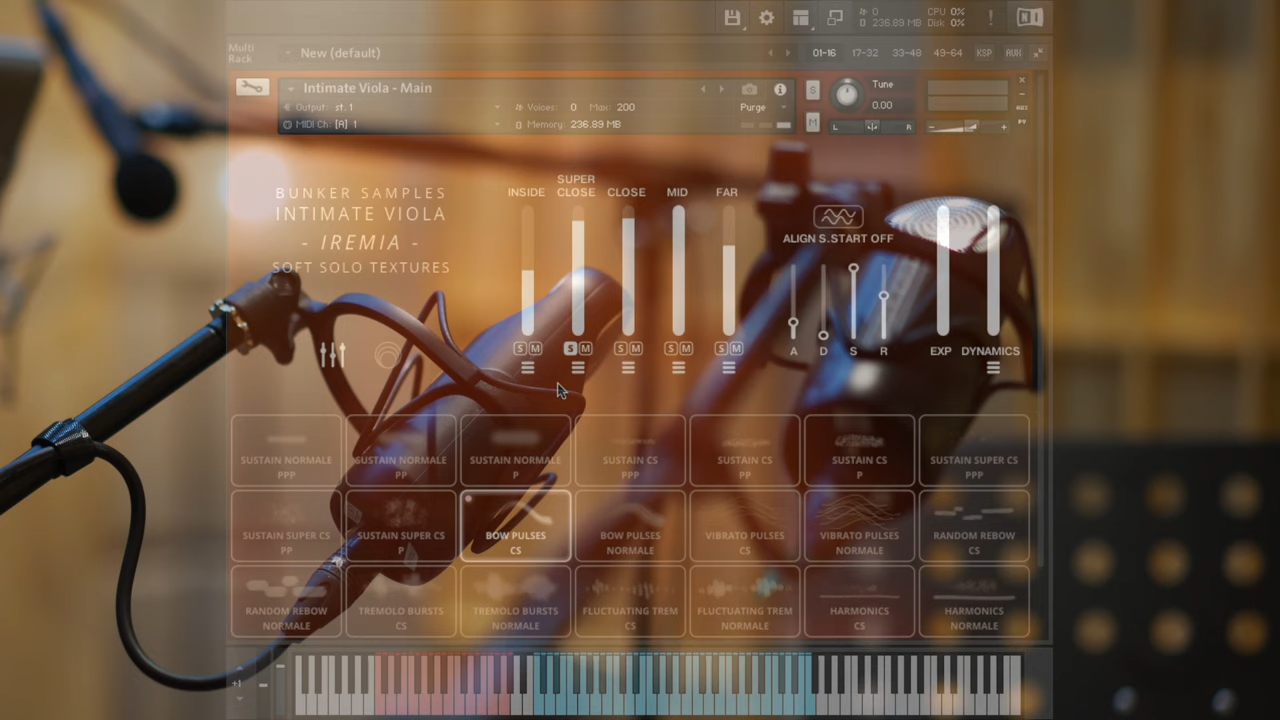 0
236.89 MB
CPU 0%
Disk 0%
!
Multi
Rack
New (default)
01-16
17-32
33-48
49-64
KSP
AUX
Intimate Viola - Main
Output: st. 1
Voices: 0 Max: 200
Purge
MIDI Ch: [A] 1
Memory: 236.89 MB
S
M
Tune
0.00
L
R
AUX
PV
BUNKER SAMPLES
INTIMATE VIOLA
- IREMIA -
SOFT SOLO TEXTURES
INSIDE
SUPER
CLOSE
CLOSE
MID
FAR
S M
S M
S M
S M
S M
ALIGN S.START OFF
A
D
S
R
EXP
DYNAMICS
SUSTAIN NORMALE
PPP
SUSTAIN NORMALE
PP
SUSTAIN NORMALE
P
SUSTAIN CS
PPP
SUSTAIN CS
PP
SUSTAIN CS
P
SUSTAIN SUPER CS
PPP
SUSTAIN SUPER CS
PP
SUSTAIN SUPER CS
P
BOW PULSES
CS
BOW PULSES
NORMALE
VIBRATO PULSES
CS
VIBRATO PULSES
NORMALE
RANDOM REBOW
CS
RANDOM REBOW
NORMALE
TREMOLO BURSTS
CS
TREMOLO BURSTS
NORMALE
FLUCTUATING TREM
CS
FLUCTUATING TREM
NORMALE
HARMONICS
CS
HARMONICS
NORMALE
+1